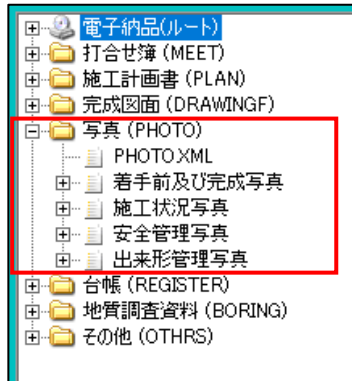 電子納品(ルート)
打合せ簿 (MEET)
施工計画書 (PLAN)
完成図面 (DRAWINGF)
写真 (PHOTO)
PHOTO.XML
着手前及び完成写真
施工状況写真
安全管理写真
出来形管理写真
台帳 (REGISTER)
地質調査資料 (BORING)
その他 (OTHRS)